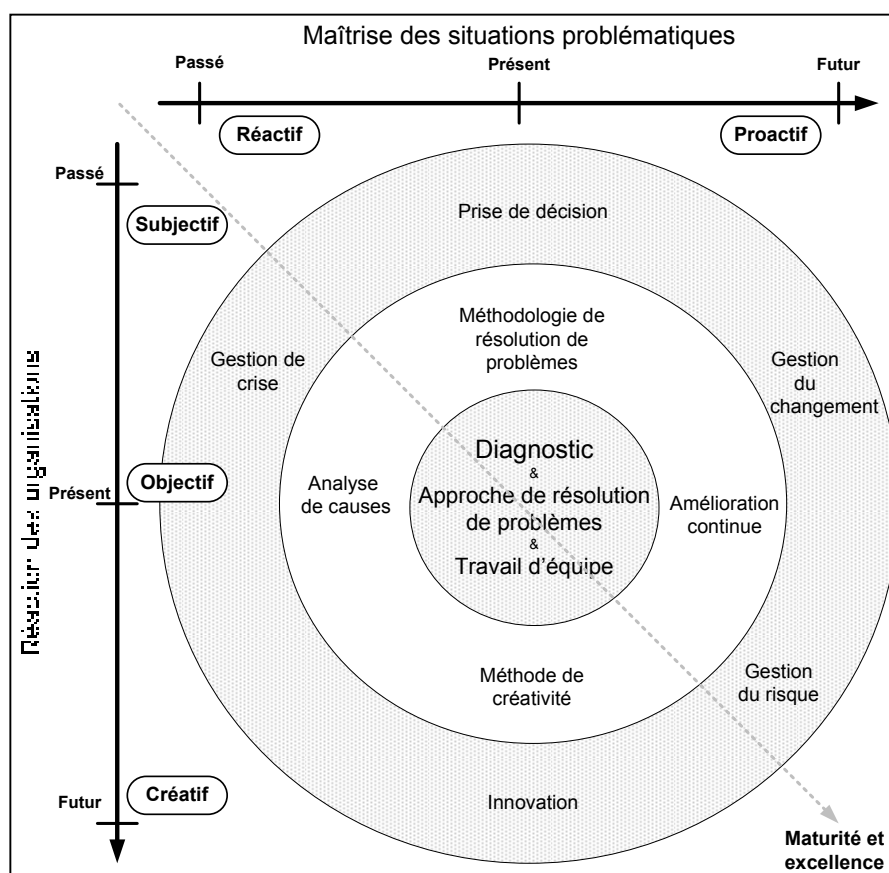 Maîtrise des situations problématiques
Passé
Présent
Futur
Réactif
Proactif
Passé
Subjectif
Prise de décision
Méthodologie de
résolution de
problèmes
Gestion de
crise
Gestion
du
changement
Diagnostic
&
Approche de résolution
de problèmes
&
Travail d'équipe
Analyse
de causes
Amélioration
continue
Présent
Objectif
des organisations
Méthode de
créativité
Gestion
du risque
Futur
Créatif
Innovation
Maturité et
excellence